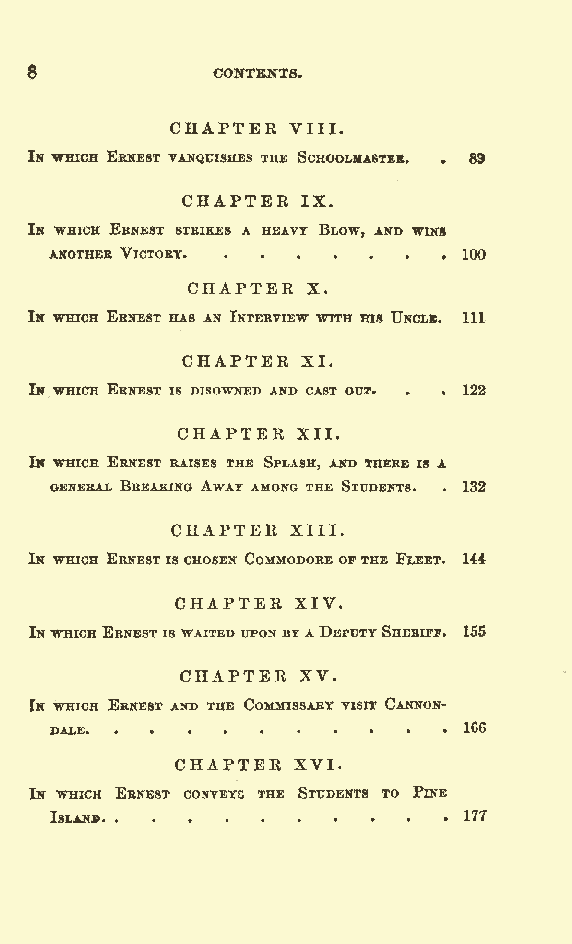 8 CONTENTS.
CHAPTER VIII.
In which Ernest vanquishes the Schoolmaster. . 89
CHAPTER IX.
In which Ernest strikes a heavy Blow, and wins
another Victory. . . . . . . . 100
CHAPTER X.
In which Ernest has an Interview with his Uncle. 111
CHAPTER XI.
In which Ernest is disowned and cast out. . . 122
CHAPTER XII.
In which Ernest raises the Splash, and there is a
general Breaking Away among the Students. . 132
CHAPTER XIII.
In which Ernest is chosen Commodore of the Fleet. 144
CHAPTER XIV.
In which Ernest is waited upon by a Deputy Sheriff. 155
CHAPTER XV.
In which Ernest and the Commissary visit Cannon-
dale. . . . . . . . . . . 166
CHAPTER XVI.
In which Ernest conveys the Students to Pine
Island. . . . . . . . . . . 177